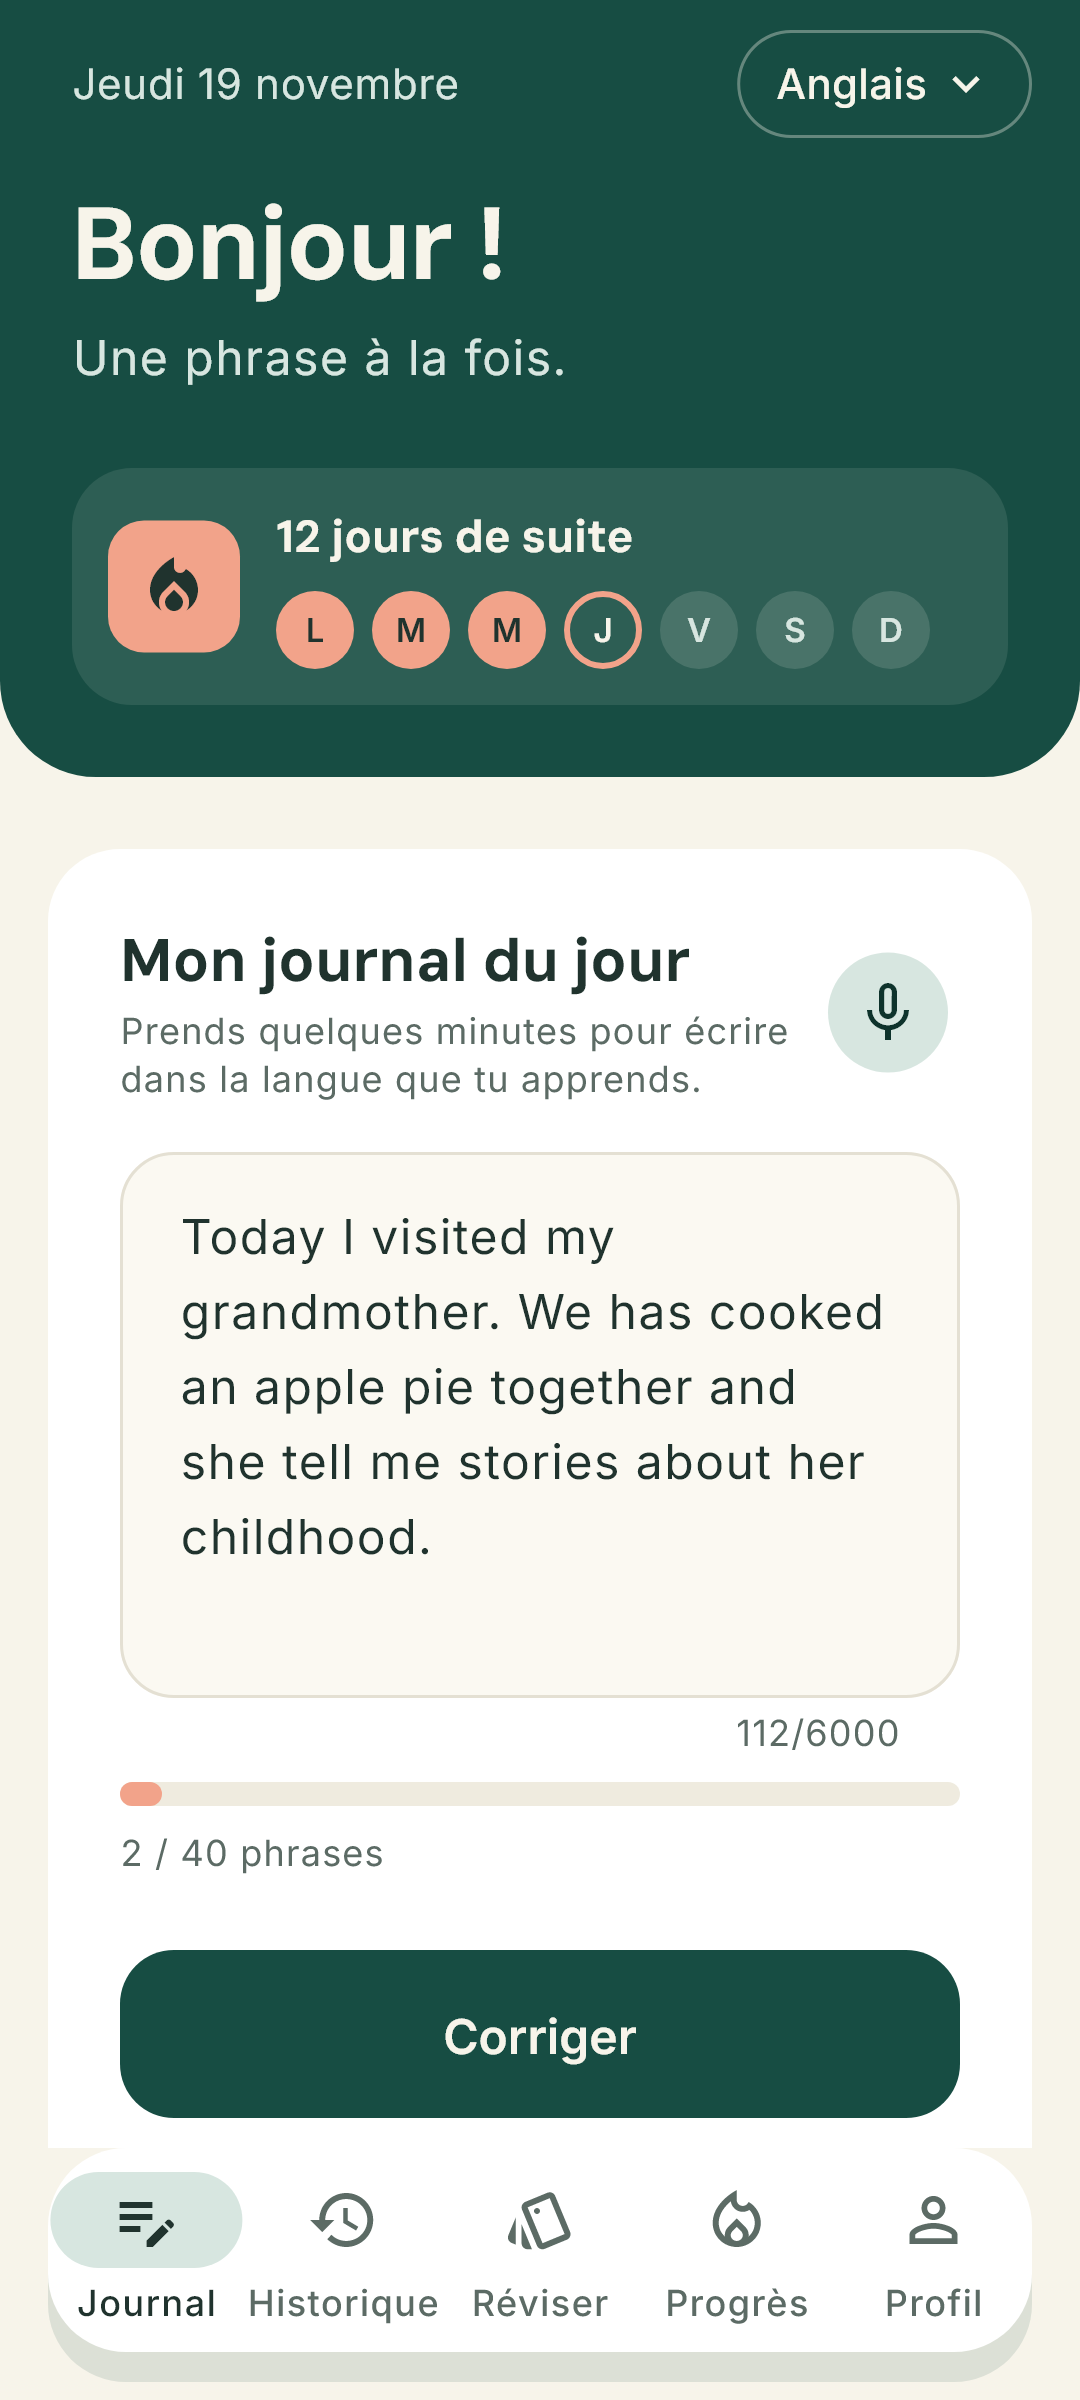 Jeudi 19 novembre
Anglais
Bonjour !
Une phrase à la fois.
12 jours de suite
L M M J V S D
Mon journal du jour
Prends quelques minutes pour écrire
dans la langue que tu apprends.
Today I visited my
grandmother. We has cooked
an apple pie together and
she tell me stories about her
childhood.
112/6000
2 / 40 phrases
Corriger
Journal Historique Réviser Progrès Profil